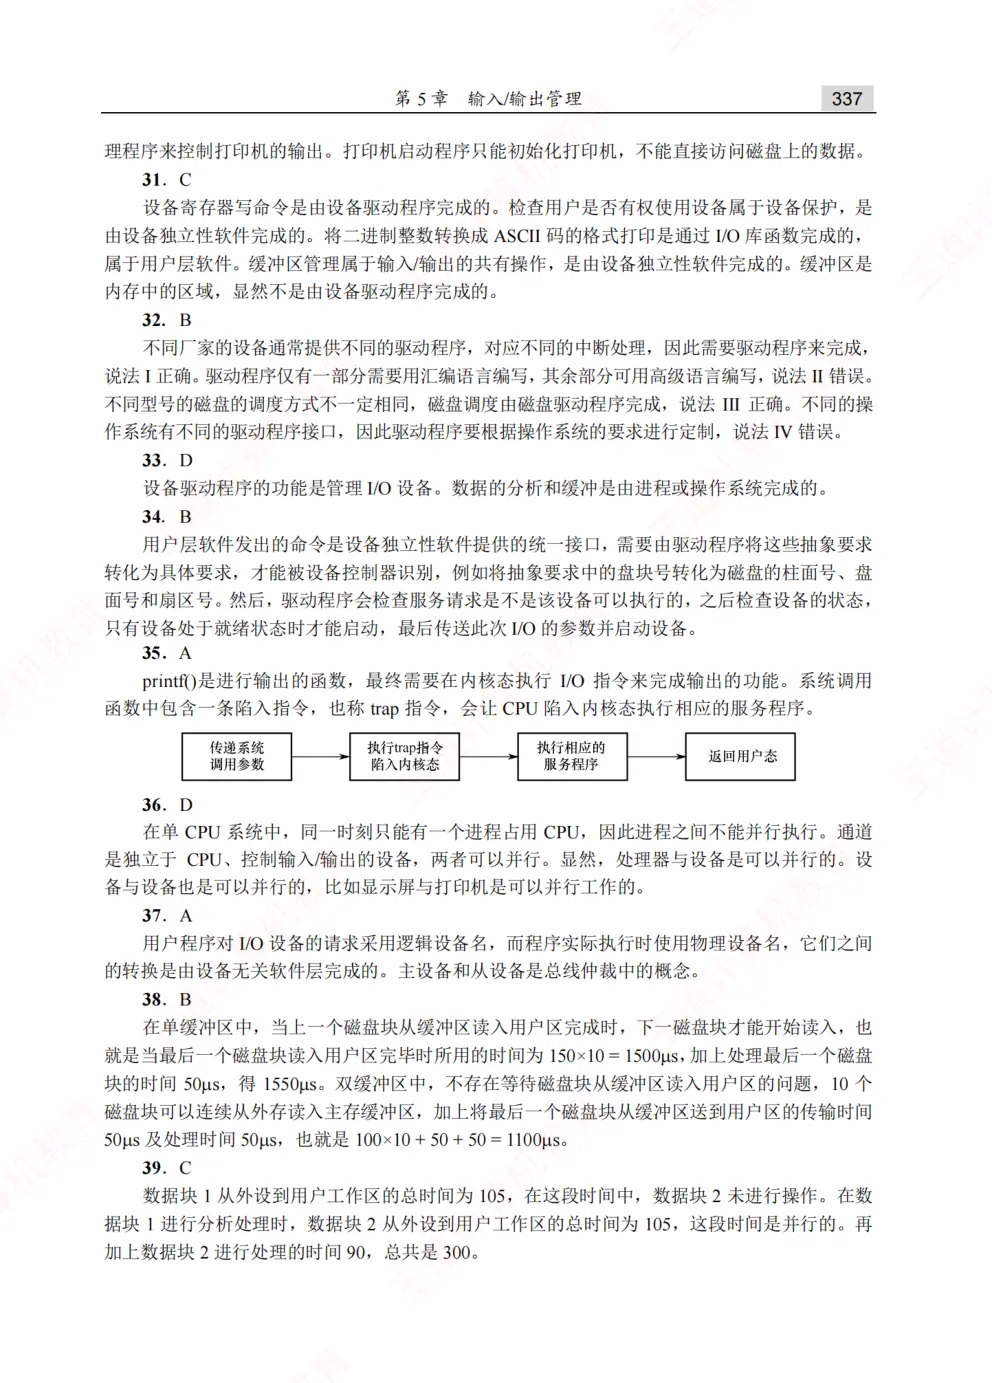 第 5 章 输入/输出管理 337
理程序来控制打印机的输出。打印机启动程序只能初始化打印机，不能直接访问磁盘上的数据。
31．C
设备寄存器写命令是由设备驱动程序完成的。检查用户是否有权使用设备属于设备保护，是
由设备独立性软件完成的。将二进制整数转换成 ASCII 码的格式打印是通过 I/O 库函数完成的，
属于用户层软件。缓冲区管理属于输入/输出的共有操作，是由设备独立性软件完成的。缓冲区是
内存中的区域，显然不是由设备驱动程序完成的。
32．B
不同厂家的设备通常提供不同的驱动程序，对应不同的中断处理，因此需要驱动程序来完成，
说法 I 正确。驱动程序仅有一部分需要用汇编语言编写，其余部分可用高级语言编写，说法 II 错误。
不同型号的磁盘的调度方式不一定相同，磁盘调度由磁盘驱动程序完成，说法 III 正确。不同的操
作系统有不同的驱动程序接口，因此驱动程序要根据操作系统的要求进行定制，说法 IV 错误。
33．D
设备驱动程序的功能是管理 I/O 设备。数据的分析和缓冲是由进程或操作系统完成的。
34．B
用户层软件发出的命令是设备独立性软件提供的统一接口，需要由驱动程序将这些抽象要求
转化为具体要求，才能被设备控制器识别，例如将抽象要求中的盘块号转化为磁盘的柱面号、盘
面号和扇区号。然后，驱动程序会检查服务请求是不是该设备可以执行的，之后检查设备的状态，
只有设备处于就绪状态时才能启动，最后传送此次 I/O 的参数并启动设备。
35．A
printf()是进行输出的函数，最终需要在内核态执行 I/O 指令来完成输出的功能。系统调用
函数中包含一条陷入指令，也称 trap 指令，会让 CPU 陷入内核态执行相应的服务程序。
传递系统
调用参数
执行trap指令
陷入内核态
执行相应的
服务程序
返回用户态
36．D
在单 CPU 系统中，同一时刻只能有一个进程占用 CPU，因此进程之间不能并行执行。通道
是独立于 CPU、控制输入/输出的设备，两者可以并行。显然，处理器与设备是可以并行的。设
备与设备也是可以并行的，比如显示屏与打印机是可以并行工作的。
37．A
用户程序对 I/O 设备的请求采用逻辑设备名，而程序实际执行时使用物理设备名，它们之间
的转换是由设备无关软件层完成的。主设备和从设备是总线仲裁中的概念。
38．B
在单缓冲区中，当上一个磁盘块从缓冲区读入用户区完成时，下一磁盘块才能开始读入，也
就是当最后一个磁盘块读入用户区完毕时所用的时间为 150×10 = 1500μs，加上处理最后一个磁盘
块的时间 50μs，得 1550μs。双缓冲区中，不存在等待磁盘块从缓冲区读入用户区的问题，10 个
磁盘块可以连续从外存读入主存缓冲区，加上将最后一个磁盘块从缓冲区送到用户区的传输时间
50μs 及处理时间 50μs，也就是 100×10 + 50 + 50 = 1100μs。
39．C
数据块 1 从外设到用户工作区的总时间为 105，在这段时间中，数据块 2 未进行操作。在数
据块 1 进行分析处理时，数据块 2 从外设到用户工作区的总时间为 105，这段时间是并行的。再
加上数据块 2 进行处理的时间 90，总共是 300。